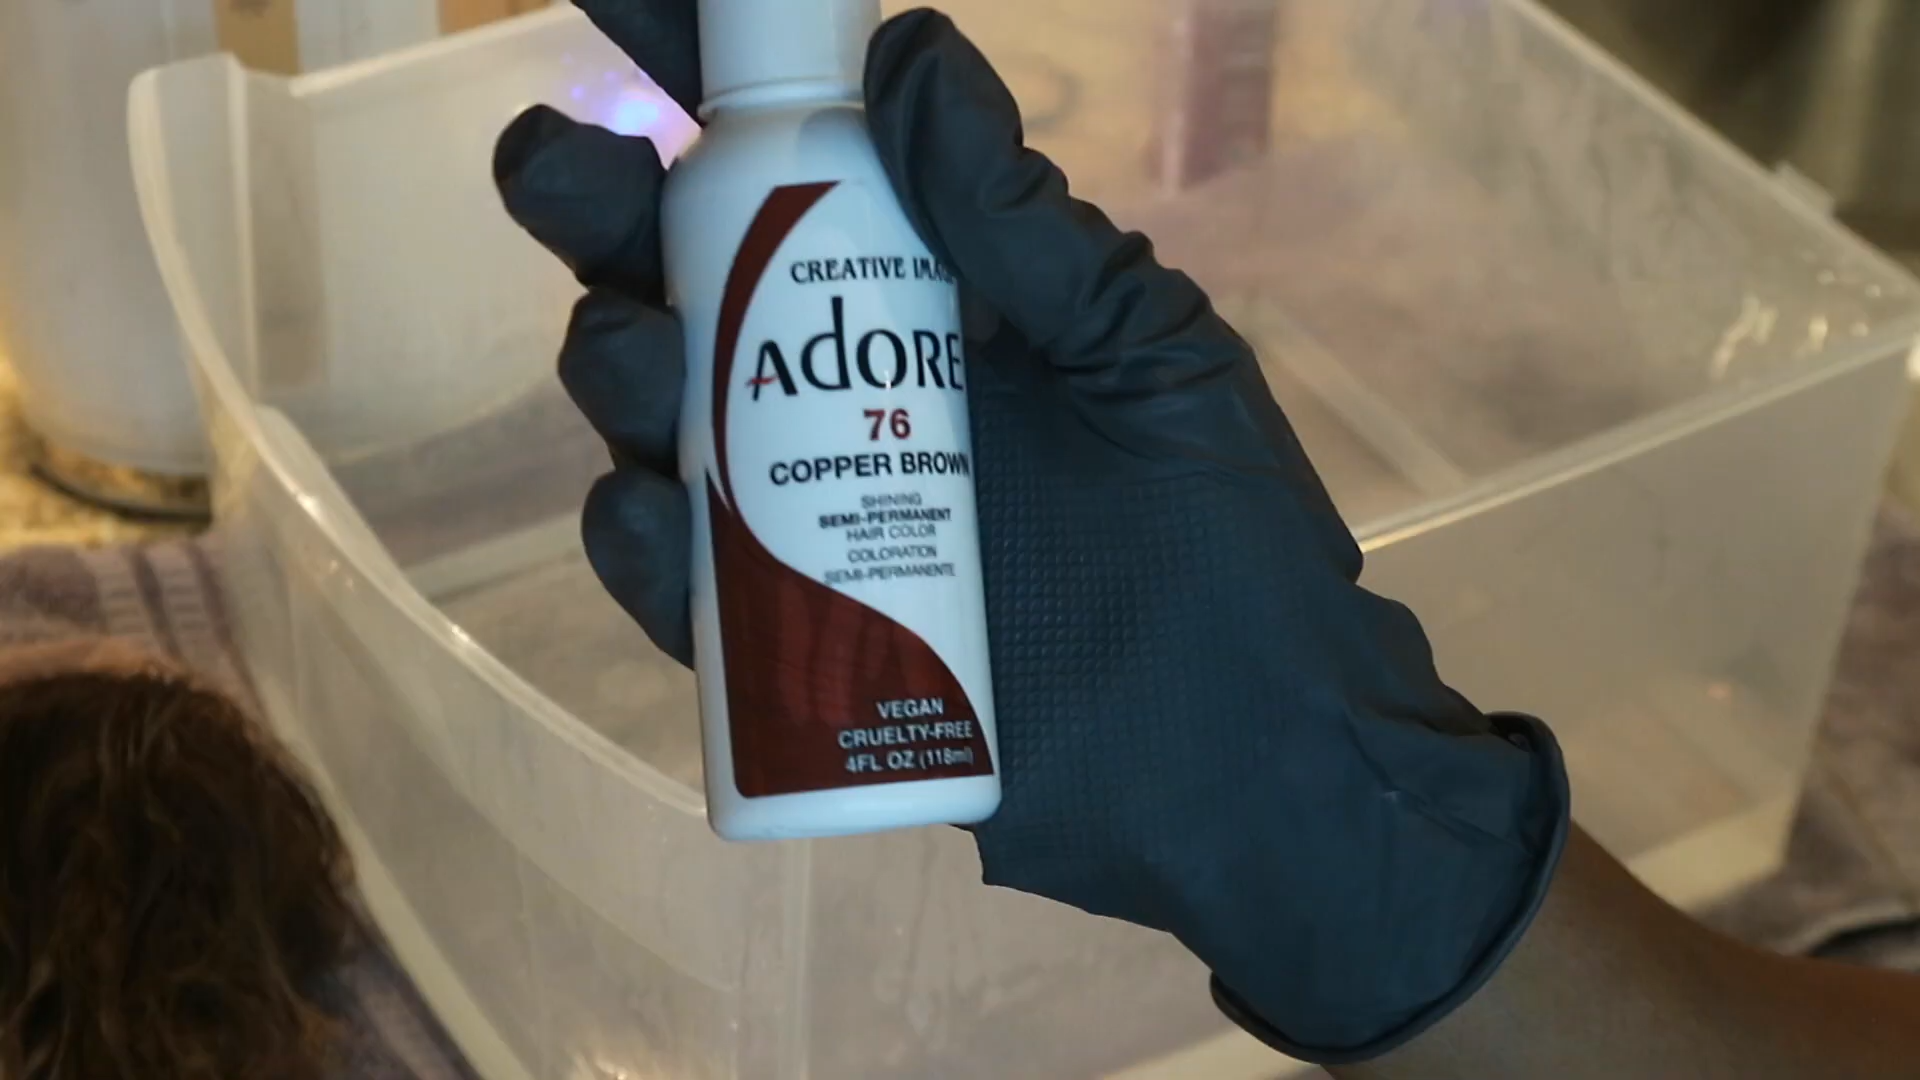 CREATIVE
ADORE
76
COPPER BROWN
SHINING
SEMI-PERMANENT
HAIR COLOR
COLORATION
SEMI-PERMANENTE
VEGAN
CRUELTY-FREE
4FL OZ (118ml)